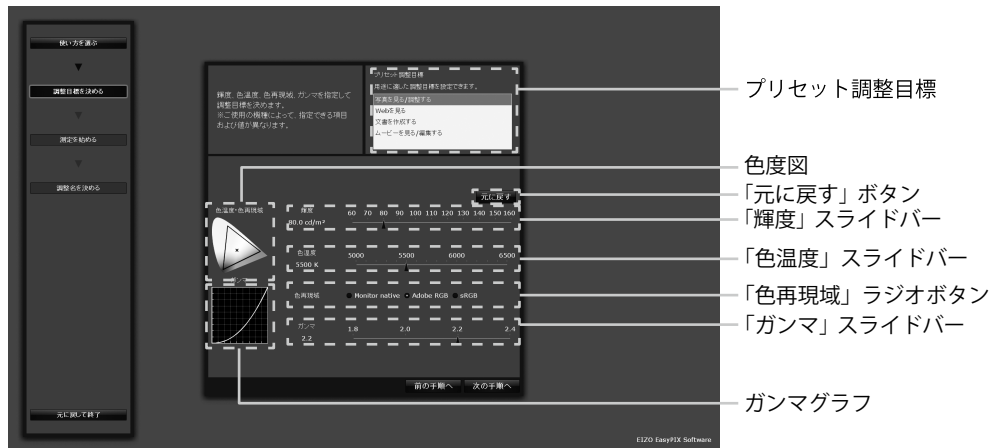 使い方を選ぶ
▼
調整目標を決める
▼
測定を始める
▼
調整名を決める
元に戻して終了
輝度、色温度、色再現域、ガンマを指定して
調整目標を決めます。
※ご使用の機種によって、指定できる項目
および値が異なります。
プリセット調整目標
用途に適した調整目標を設定できます。
写真を見る/調整する
Webを見る
文書を作成する
ムービーを見る/編集する
元に戻す
色温度・色再現域
輝度
60 70 80 90 100 110 120 130 140 150 160
80.0 cd/m²
色温度
5000 5500 6000 6500
5500 K
色再現域
Monitor native Adobe RGB sRGB
ガンマ
ガンマ
1.8 2.0 2.2 2.4
2.2
前の手順へ 次の手順へ
EIZO EasyPIX Software
プリセット調整目標
色度図
「元に戻す」ボタン
「輝度」スライドバー
「色温度」スライドバー
「色再現域」ラジオボタン
「ガンマ」スライドバー
ガンマグラフ